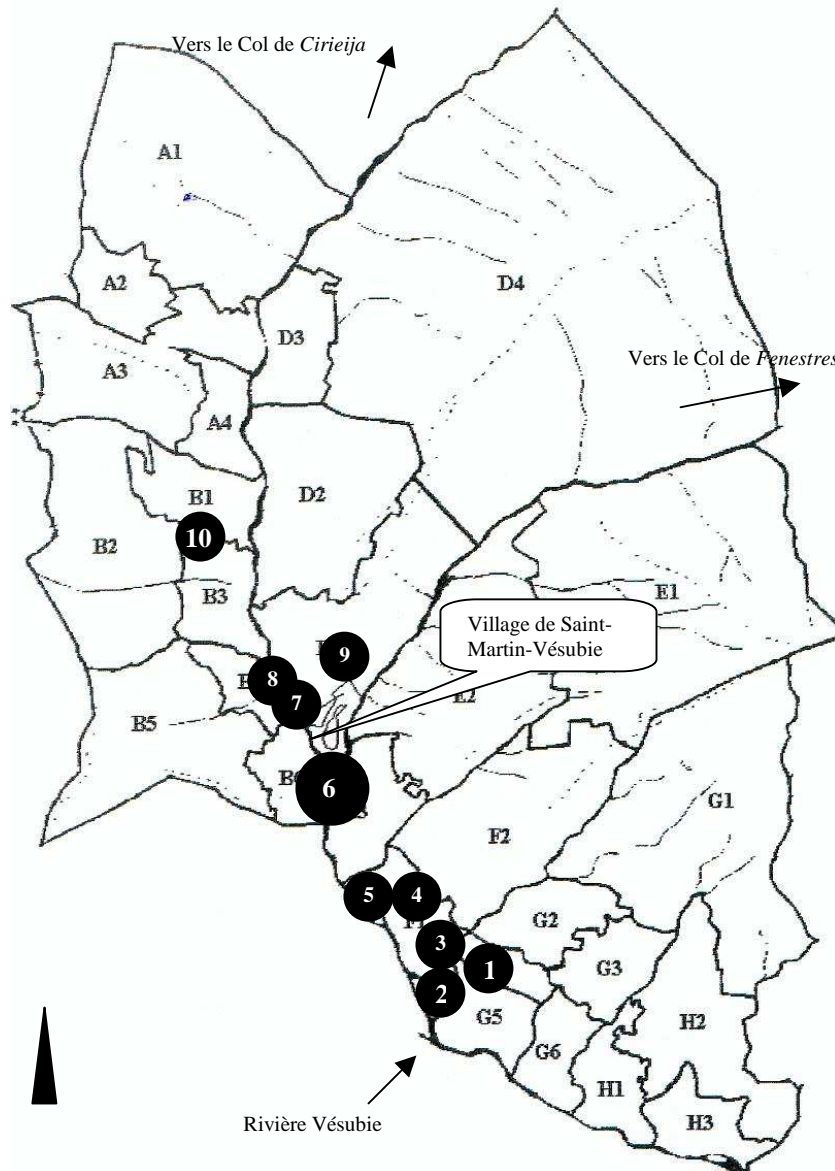 Vers le Col de Cirieija
A1
A2
D4
D3
A3
Vers le Col de Fenestres
A4
D2
B1
10
B2
B3
E1
Village de Saint-
Martin-Vésubie
9
8
E2
7
B5
6
G1
F2
5
4
G2
3
1
G3
2
G5
H2
G6
H1
Rivière Vésubie
H3